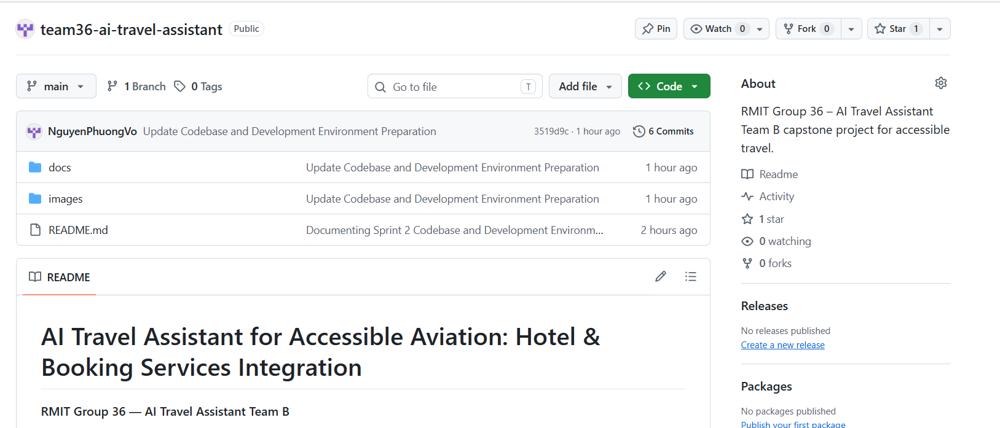 team36-ai-travel-assistant Public Pin Watch 0 Fork 0 Star 1
main 1 Branch 0 Tags Go to file T Add file Code
NguyenPhuongVo Update Codebase and Development Environment Preparation 3519d9c · 1 hour ago 6 Commits
docs Update Codebase and Development Environment Preparation 1 hour ago
images Update Codebase and Development Environment Preparation 1 hour ago
README.md Documenting Sprint 2 Codebase and Development Environm... 2 hours ago
README
AI Travel Assistant for Accessible Aviation: Hotel &
Booking Services Integration
RMIT Group 36 — AI Travel Assistant Team B
About
RMIT Group 36 – AI Travel Assistant
Team B capstone project for accessible
travel.
Readme
Activity
1 star
0 watching
0 forks
Releases
No releases published
Create a new release
Packages
No packages published
Publish your first package